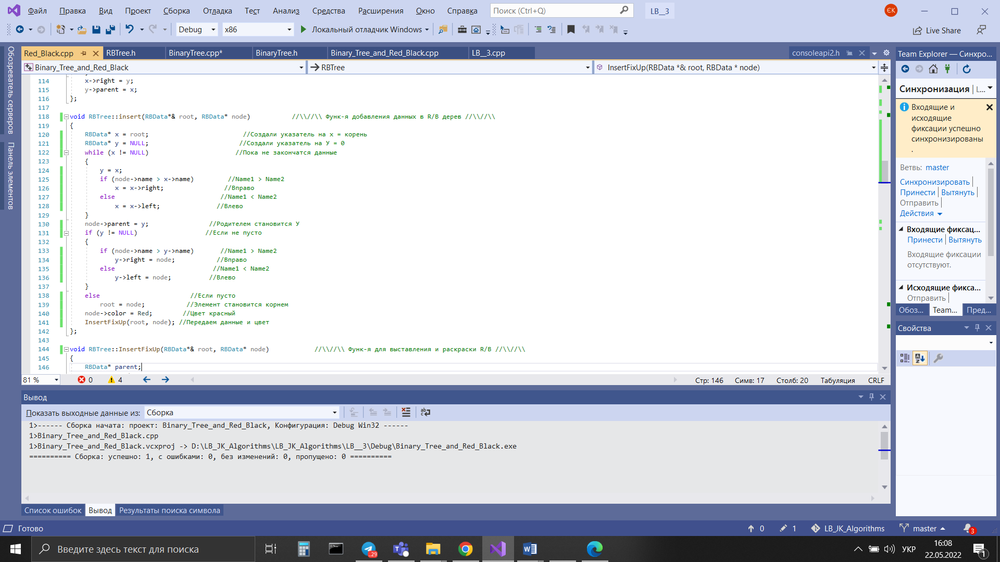 Файл Правка Вид Проект Сборка Отладка Тест Анализ Средства Расширения Окно Справка Поиск (Ctrl+Q) LB__3 ЄК
Debug x86 Локальный отладчик Windows Live Share
Обозреватель серверов
Панель элементов
Red_Black.cpp RBTree.h BinaryTree.cpp* BinaryTree.h Binary_Tree_and_Red_Black.cpp LB__3.cpp consoleapi2.h
Binary_Tree_and_Red_Black RBTree InsertFixUp(RBData *& root, RBData * node)
114 x->right = y;
115 y->parent = x;
116 };
117
118 void RBTree::insert(RBData*& root, RBData* node) //\\//\\ Функ-я добавления данных в R/B дерев //\\//\\
119 {
120 RBData* x = root; //Создали указатель на x = корень
121 RBData* y = NULL; //Создали указатель на У = 0
122 while (x != NULL) //Пока не закончатся данные
123 {
124 y = x;
125 if (node->name > x->name) //Name1 > Name2
126 x = x->right; //Вправо
127 else //Name1 < Name2
128 x = x->left; //Влево
129 }
130 node->parent = y; //Родителем становится У
131 if (y != NULL) //Если не пусто
132 {
133 if (node->name > y->name) //Name1 > Name2
134 y->right = node; //Вправо
135 else //Name1 < Name2
136 y->left = node; //Влево
137 }
138 else //Если пусто
139 root = node; //Элемент становится корнем
140 node->color = Red; //Цвет красный
141 InsertFixUp(root, node); //Передаем данные и цвет
142 };
143
144 void RBTree::InsertFixUp(RBData*& root, RBData* node) //\\//\\ Функ-я для выставления и раскраски R/B //\\//\\
145 {
146 RBData* parent;
81 % 0 4 Стр: 146 Симв: 17 Столб: 20 Табуляция CRLF
Вывод
Показать выходные данные из: Сборка
1>------ Сборка начата: проект: Binary_Tree_and_Red_Black, Конфигурация: Debug Win32 ------
1>Binary_Tree_and_Red_Black.cpp
1>Binary_Tree_and_Red_Black.vcxproj -> D:\LB_JK_Algorithms\LB_JK_Algorithms\LB__3\Debug\Binary_Tree_and_Red_Black.exe
========== Сборка: успешно: 1, с ошибками: 0, без изменений: 0, пропущено: 0 ==========
Список ошибок Вывод Результаты поиска символа
Team Explorer — Синхро...
Синхронизация | L...
Входящие и
исходящие
фиксации успешно
синхронизированы
.
Ветвь: master
Синхронизировать
Принести Вытянуть
Отправить
Действия
Входящие фиксац...
Принести Вытянуть
Входящие фиксации
отсутствуют.
Исходящие фикса...
Отправить
Обоз... Team... Пред...
Свойства
Готово 0 1 LB_JK_Algorithms master 3
Введите здесь текст для поиска ..29 УКР 16:08
22.05.2022 1